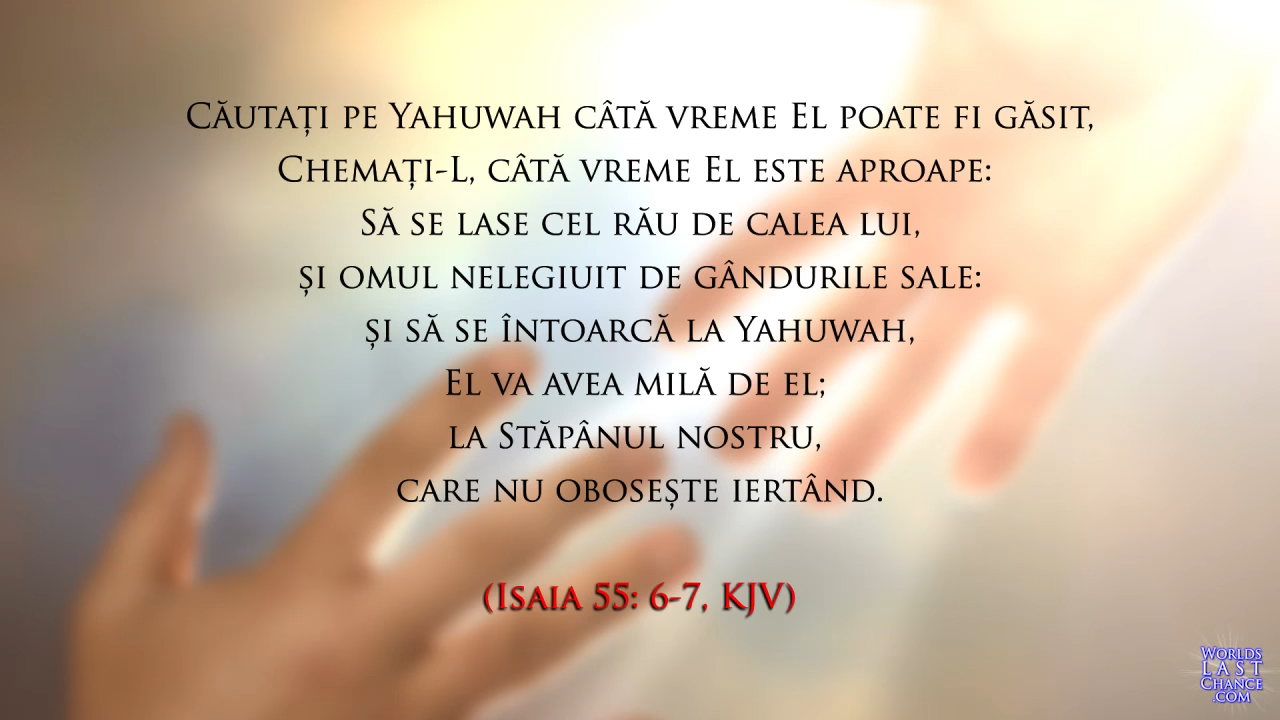 Căutați pe Yahuwah câtă vreme El poate fi găsit,
Chemați-L, câtă vreme El este aproape:
Să se lase cel rău de calea lui,
și omul nelegiuit de gândurile sale:
și să se întoarcă la Yahuwah,
El va avea milă de el;
la Stăpânul nostru,
care nu obosește iertând.
(Isaia 55: 6-7, KJV)
Worlds
Last
Chance
.com